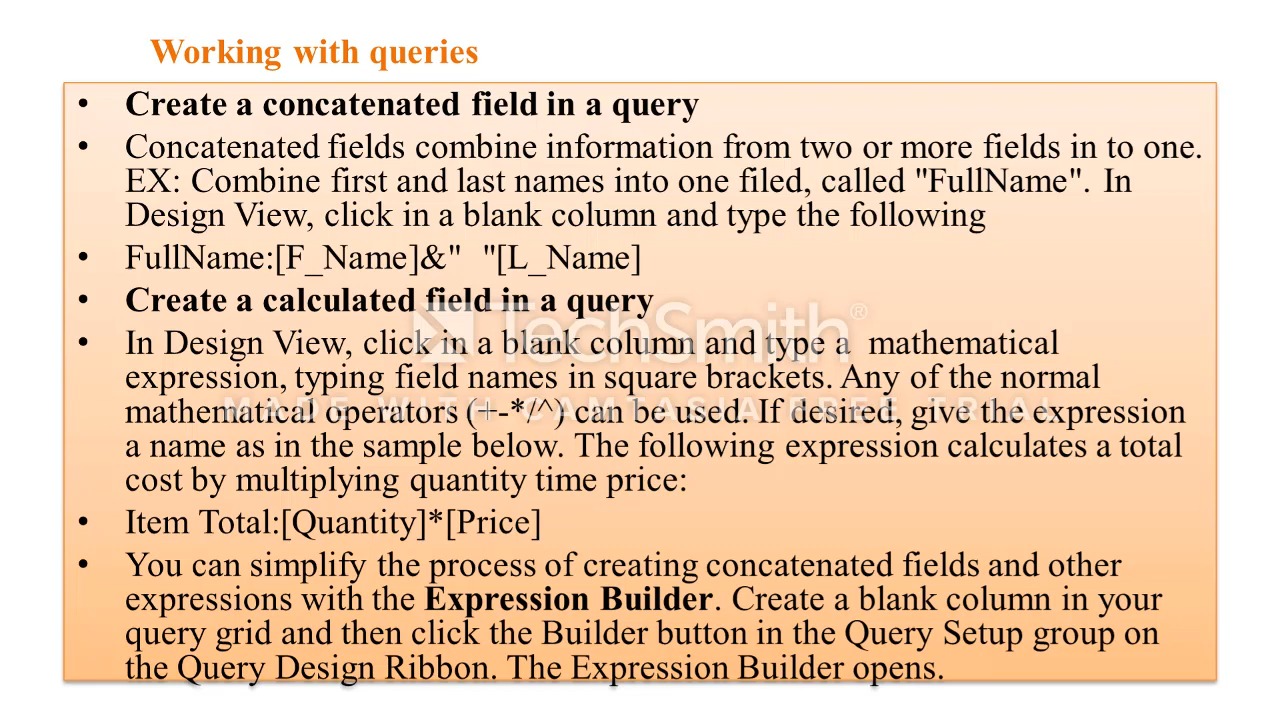 Working with queries
• Create a concatenated field in a query
• Concatenated fields combine information from two or more fields in to one.
EX: Combine first and last names into one filed, called "FullName". In
Design View, click in a blank column and type the following
• FullName:[F_Name]&"  "[L_Name]
• Create a calculated field in a query
• In Design View, click in a blank column and type a  mathematical
expression, typing field names in square brackets. Any of the normal
mathematical operators (+-*/^) can be used. If desired, give the expression
a name as in the sample below. The following expression calculates a total
cost by multiplying quantity time price:
• Item Total:[Quantity]*[Price]
• You can simplify the process of creating concatenated fields and other
expressions with the Expression Builder. Create a blank column in your
query grid and then click the Builder button in the Query Setup group on
the Query Design Ribbon. The Expression Builder opens.
TechSmith®
MADE WITH CAMTASIA FREE TRIAL